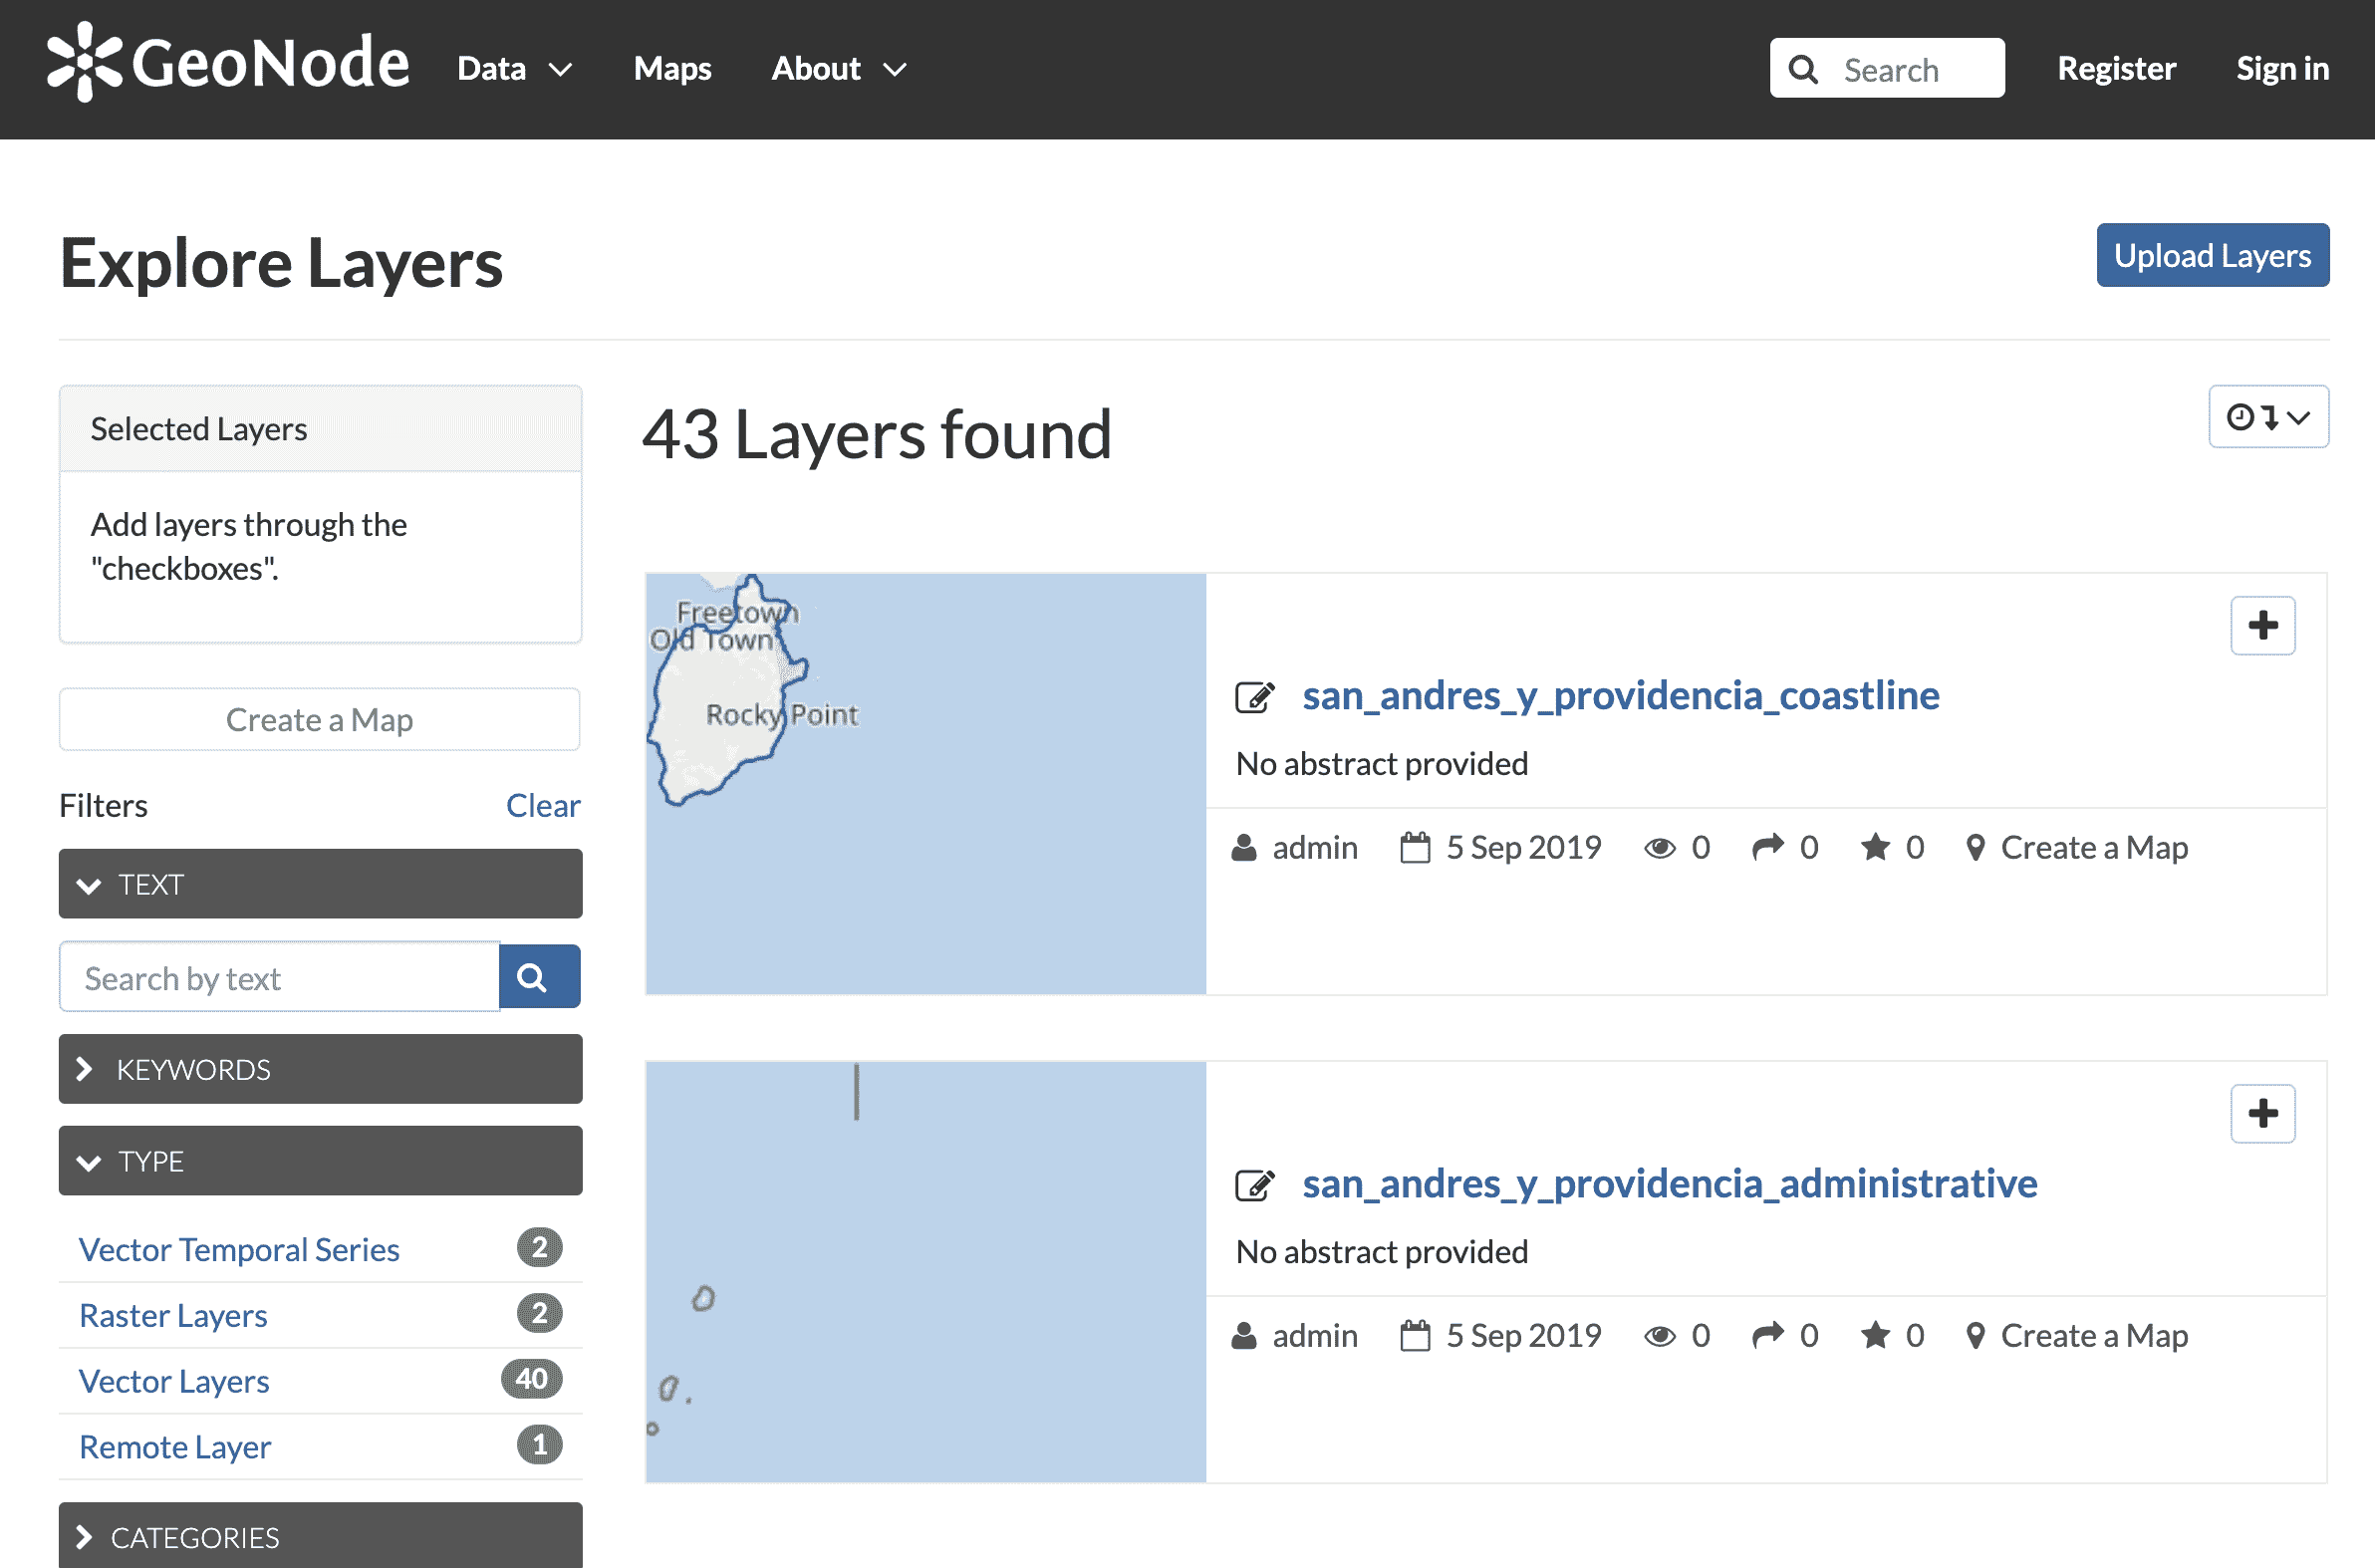 GeoNode
Data
Maps
About
Search
Register
Sign in
Explore Layers
Upload Layers
Selected Layers
Add layers through the
"checkboxes".
Create a Map
Filters
Clear
TEXT
Search by text
KEYWORDS
TYPE
Vector Temporal Series 2
Raster Layers 2
Vector Layers 40
Remote Layer 1
CATEGORIES
43 Layers found
Freetown
Old Town
Rocky Point
san_andres_y_providencia_coastline
No abstract provided
admin 5 Sep 2019 0 0 0 Create a Map
san_andres_y_providencia_administrative
No abstract provided
admin 5 Sep 2019 0 0 0 Create a Map